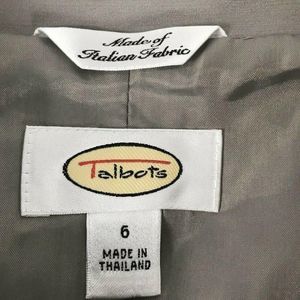 Made of
Italian Fabric
Talbots
6
MADE IN
THAILAND